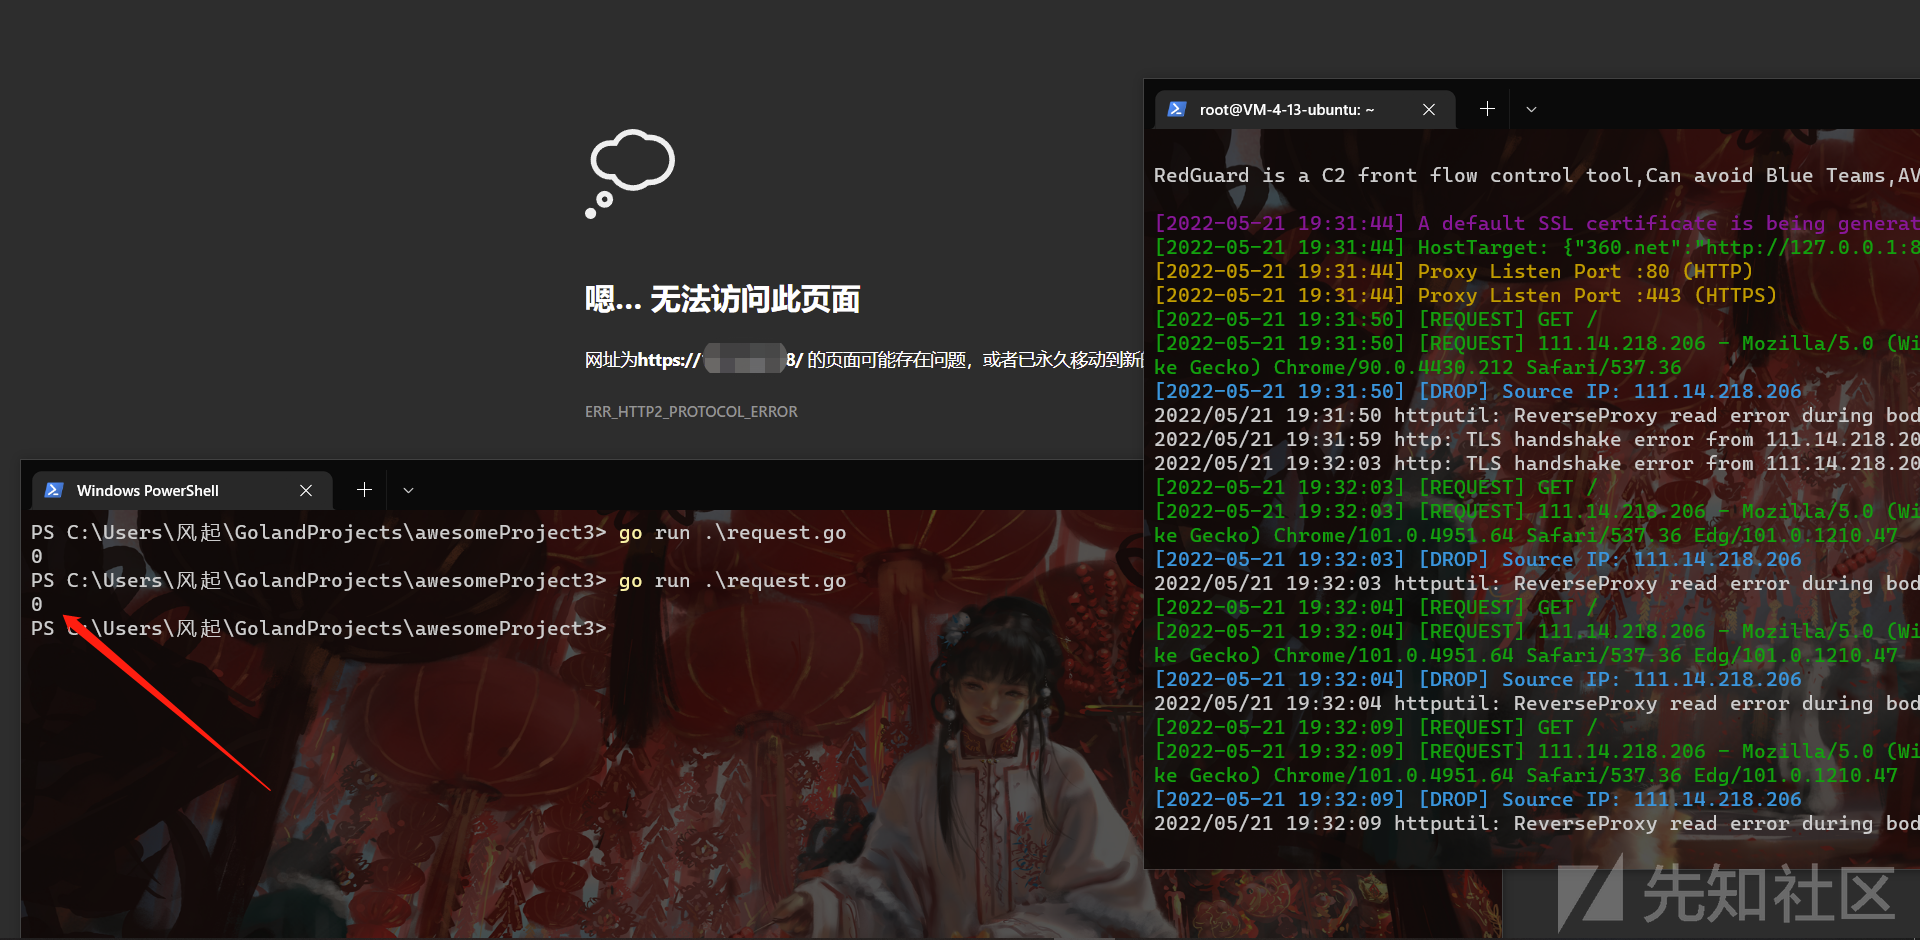 嗯… 无法访问此页面
网址为https:// 8/ 的页面可能存在问题，或者已永久移动到新的
ERR_HTTP2_PROTOCOL_ERROR
Windows PowerShell
PS C:\Users\风起\GolandProjects\awesomeProject3> go run .\request.go
0
PS C:\Users\风起\GolandProjects\awesomeProject3> go run .\request.go
0
PS C:\Users\风起\GolandProjects\awesomeProject3>
root@VM-4-13-ubuntu: ~
RedGuard is a C2 front flow control tool,Can avoid Blue Teams,AV
[2022-05-21 19:31:44] A default SSL certificate is being generat
[2022-05-21 19:31:44] HostTarget: {"360.net":"http://127.0.0.1:8
[2022-05-21 19:31:44] Proxy Listen Port :80 (HTTP)
[2022-05-21 19:31:44] Proxy Listen Port :443 (HTTPS)
[2022-05-21 19:31:50] [REQUEST] GET /
[2022-05-21 19:31:50] [REQUEST] 111.14.218.206 - Mozilla/5.0 (Wi
ke Gecko) Chrome/90.0.4430.212 Safari/537.36
[2022-05-21 19:31:50] [DROP] Source IP: 111.14.218.206
2022/05/21 19:31:50 httputil: ReverseProxy read error during bod
2022/05/21 19:31:59 http: TLS handshake error from 111.14.218.20
2022/05/21 19:32:03 http: TLS handshake error from 111.14.218.20
[2022-05-21 19:32:03] [REQUEST] GET /
[2022-05-21 19:32:03] [REQUEST] 111.14.218.206 - Mozilla/5.0 (Wi
ke Gecko) Chrome/101.0.4951.64 Safari/537.36 Edg/101.0.1210.47
[2022-05-21 19:32:03] [DROP] Source IP: 111.14.218.206
2022/05/21 19:32:03 httputil: ReverseProxy read error during bod
[2022-05-21 19:32:04] [REQUEST] GET /
[2022-05-21 19:32:04] [REQUEST] 111.14.218.206 - Mozilla/5.0 (Wi
ke Gecko) Chrome/101.0.4951.64 Safari/537.36 Edg/101.0.1210.47
[2022-05-21 19:32:04] [DROP] Source IP: 111.14.218.206
2022/05/21 19:32:04 httputil: ReverseProxy read error during bod
[2022-05-21 19:32:09] [REQUEST] GET /
[2022-05-21 19:32:09] [REQUEST] 111.14.218.206 - Mozilla/5.0 (Wi
ke Gecko) Chrome/101.0.4951.64 Safari/537.36 Edg/101.0.1210.47
[2022-05-21 19:32:09] [DROP] Source IP: 111.14.218.206
2022/05/21 19:32:09 httputil: ReverseProxy read error during bod
先知社区